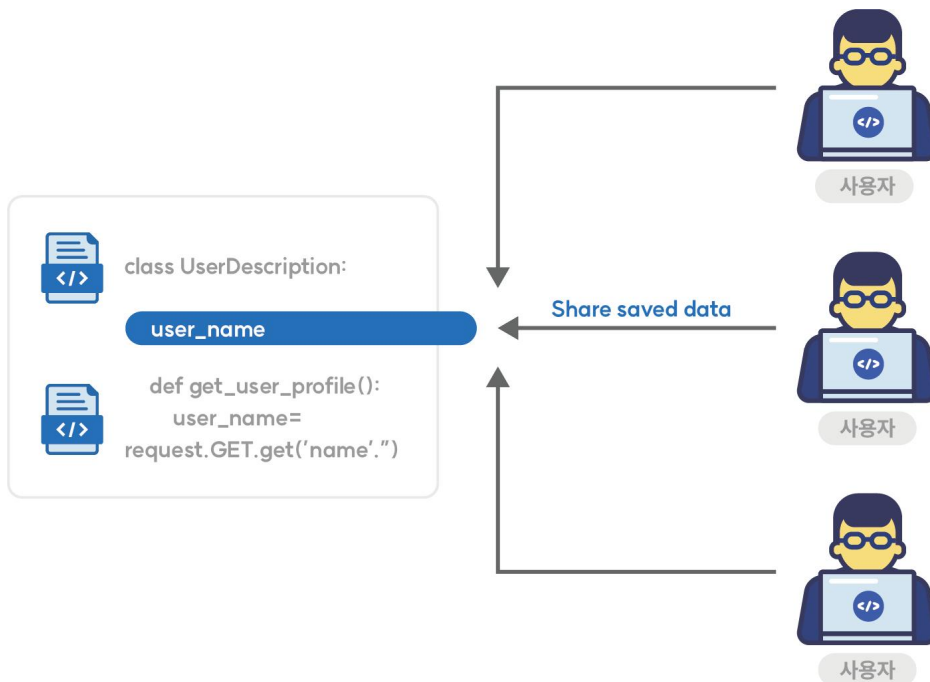 사용자
class UserDescription:
Share saved data
user_name
def get_user_profile():
user_name=
request.GET.get('name'.'')
사용자
사용자